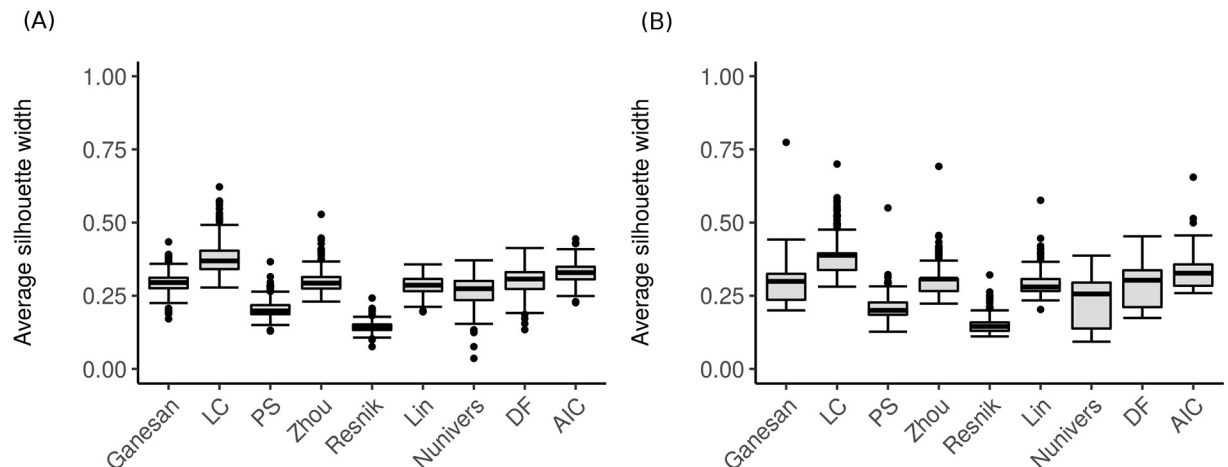 (A)
Average silhouette width
1.00
0.75
0.50
0.25
0.00
Ganesan
LC
PS
Zhou
Resnik
Lin
Nunivers
DF
AIC
(B)
Average silhouette width
1.00
0.75
0.50
0.25
0.00
Ganesan
LC
PS
Zhou
Resnik
Lin
Nunivers
DF
AIC